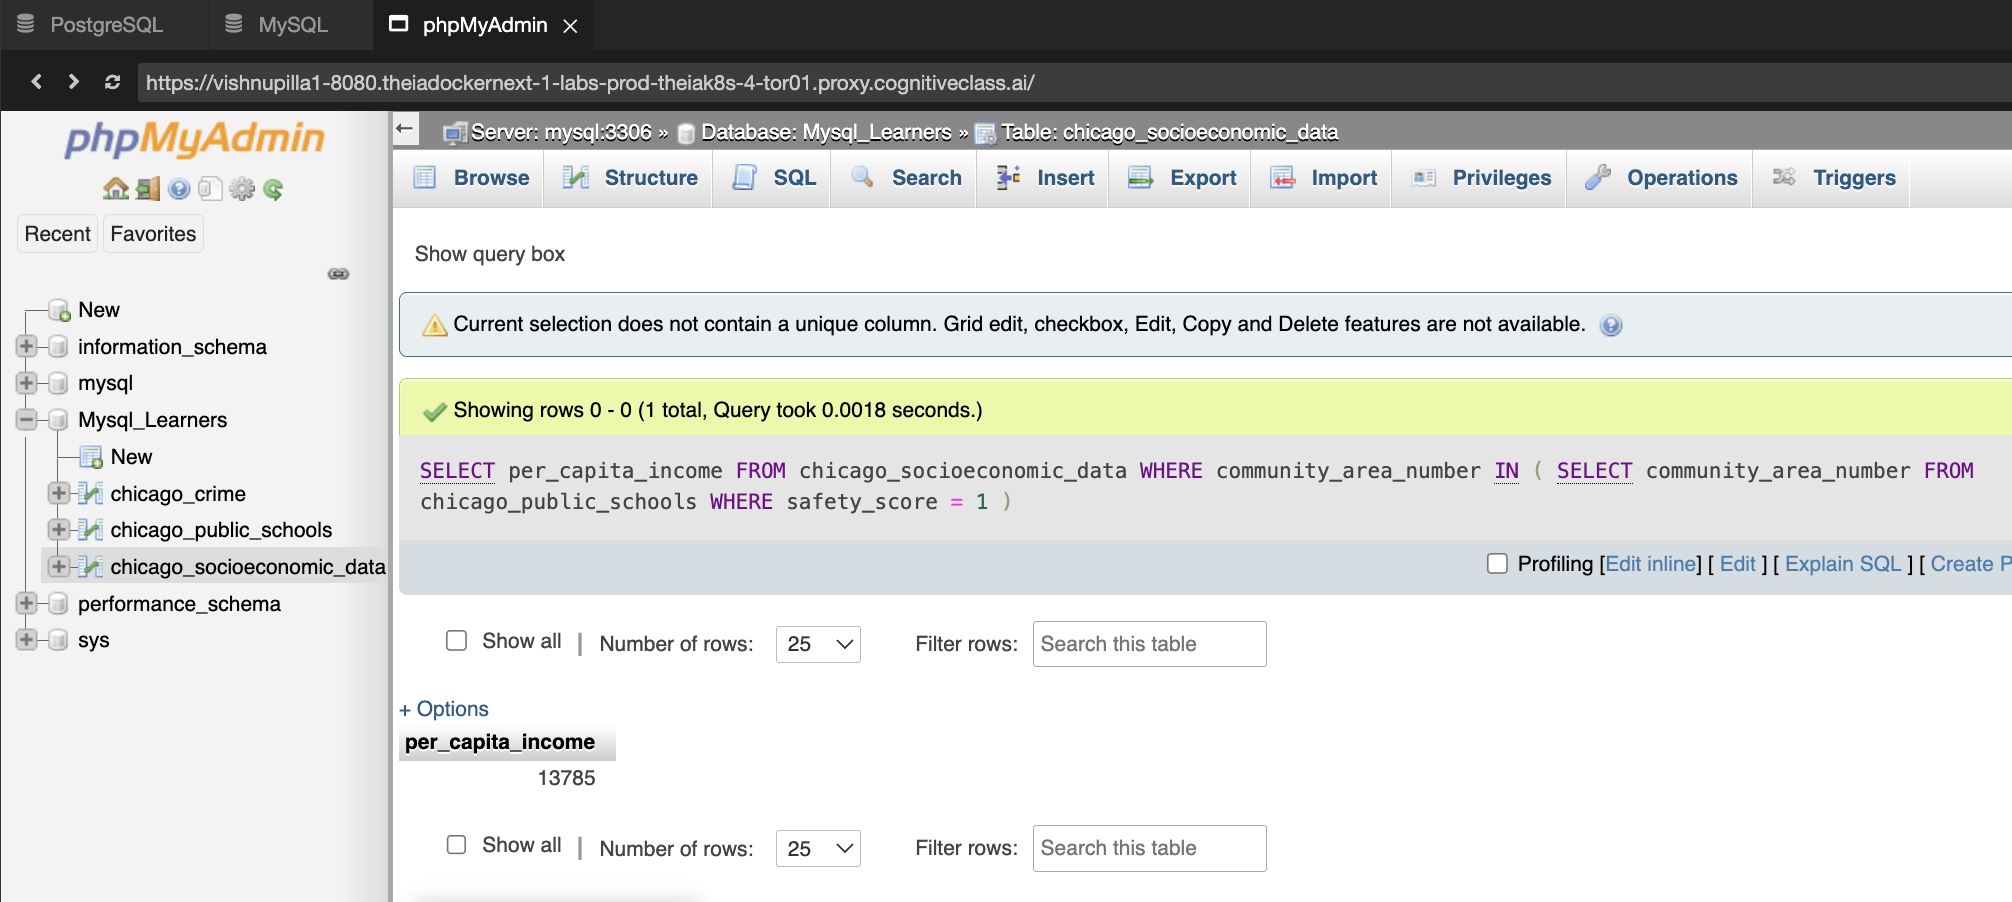 PostgreSQL MySQL phpMyAdmin
https://vishnupilla1-8080.theiadockernext-1-labs-prod-theiak8s-4-tor01.proxy.cognitiveclass.ai/
phpMyAdmin
Recent Favorites
New
information_schema
mysql
Mysql_Learners
New
chicago_crime
chicago_public_schools
chicago_socioeconomic_data
performance_schema
sys
Server: mysql:3306 » Database: Mysql_Learners » Table: chicago_socioeconomic_data
Browse Structure SQL Search Insert Export Import Privileges Operations Triggers
Show query box
Current selection does not contain a unique column. Grid edit, checkbox, Edit, Copy and Delete features are not available.
Showing rows 0 - 0 (1 total, Query took 0.0018 seconds.)
SELECT per_capita_income FROM chicago_socioeconomic_data WHERE community_area_number IN ( SELECT community_area_number FROM
chicago_public_schools WHERE safety_score = 1 )
Profiling [Edit inline] [ Edit ] [ Explain SQL ] [ Create P
Show all | Number of rows: 25 Filter rows: Search this table
+ Options
per_capita_income
13785
Show all | Number of rows: 25 Filter rows: Search this table